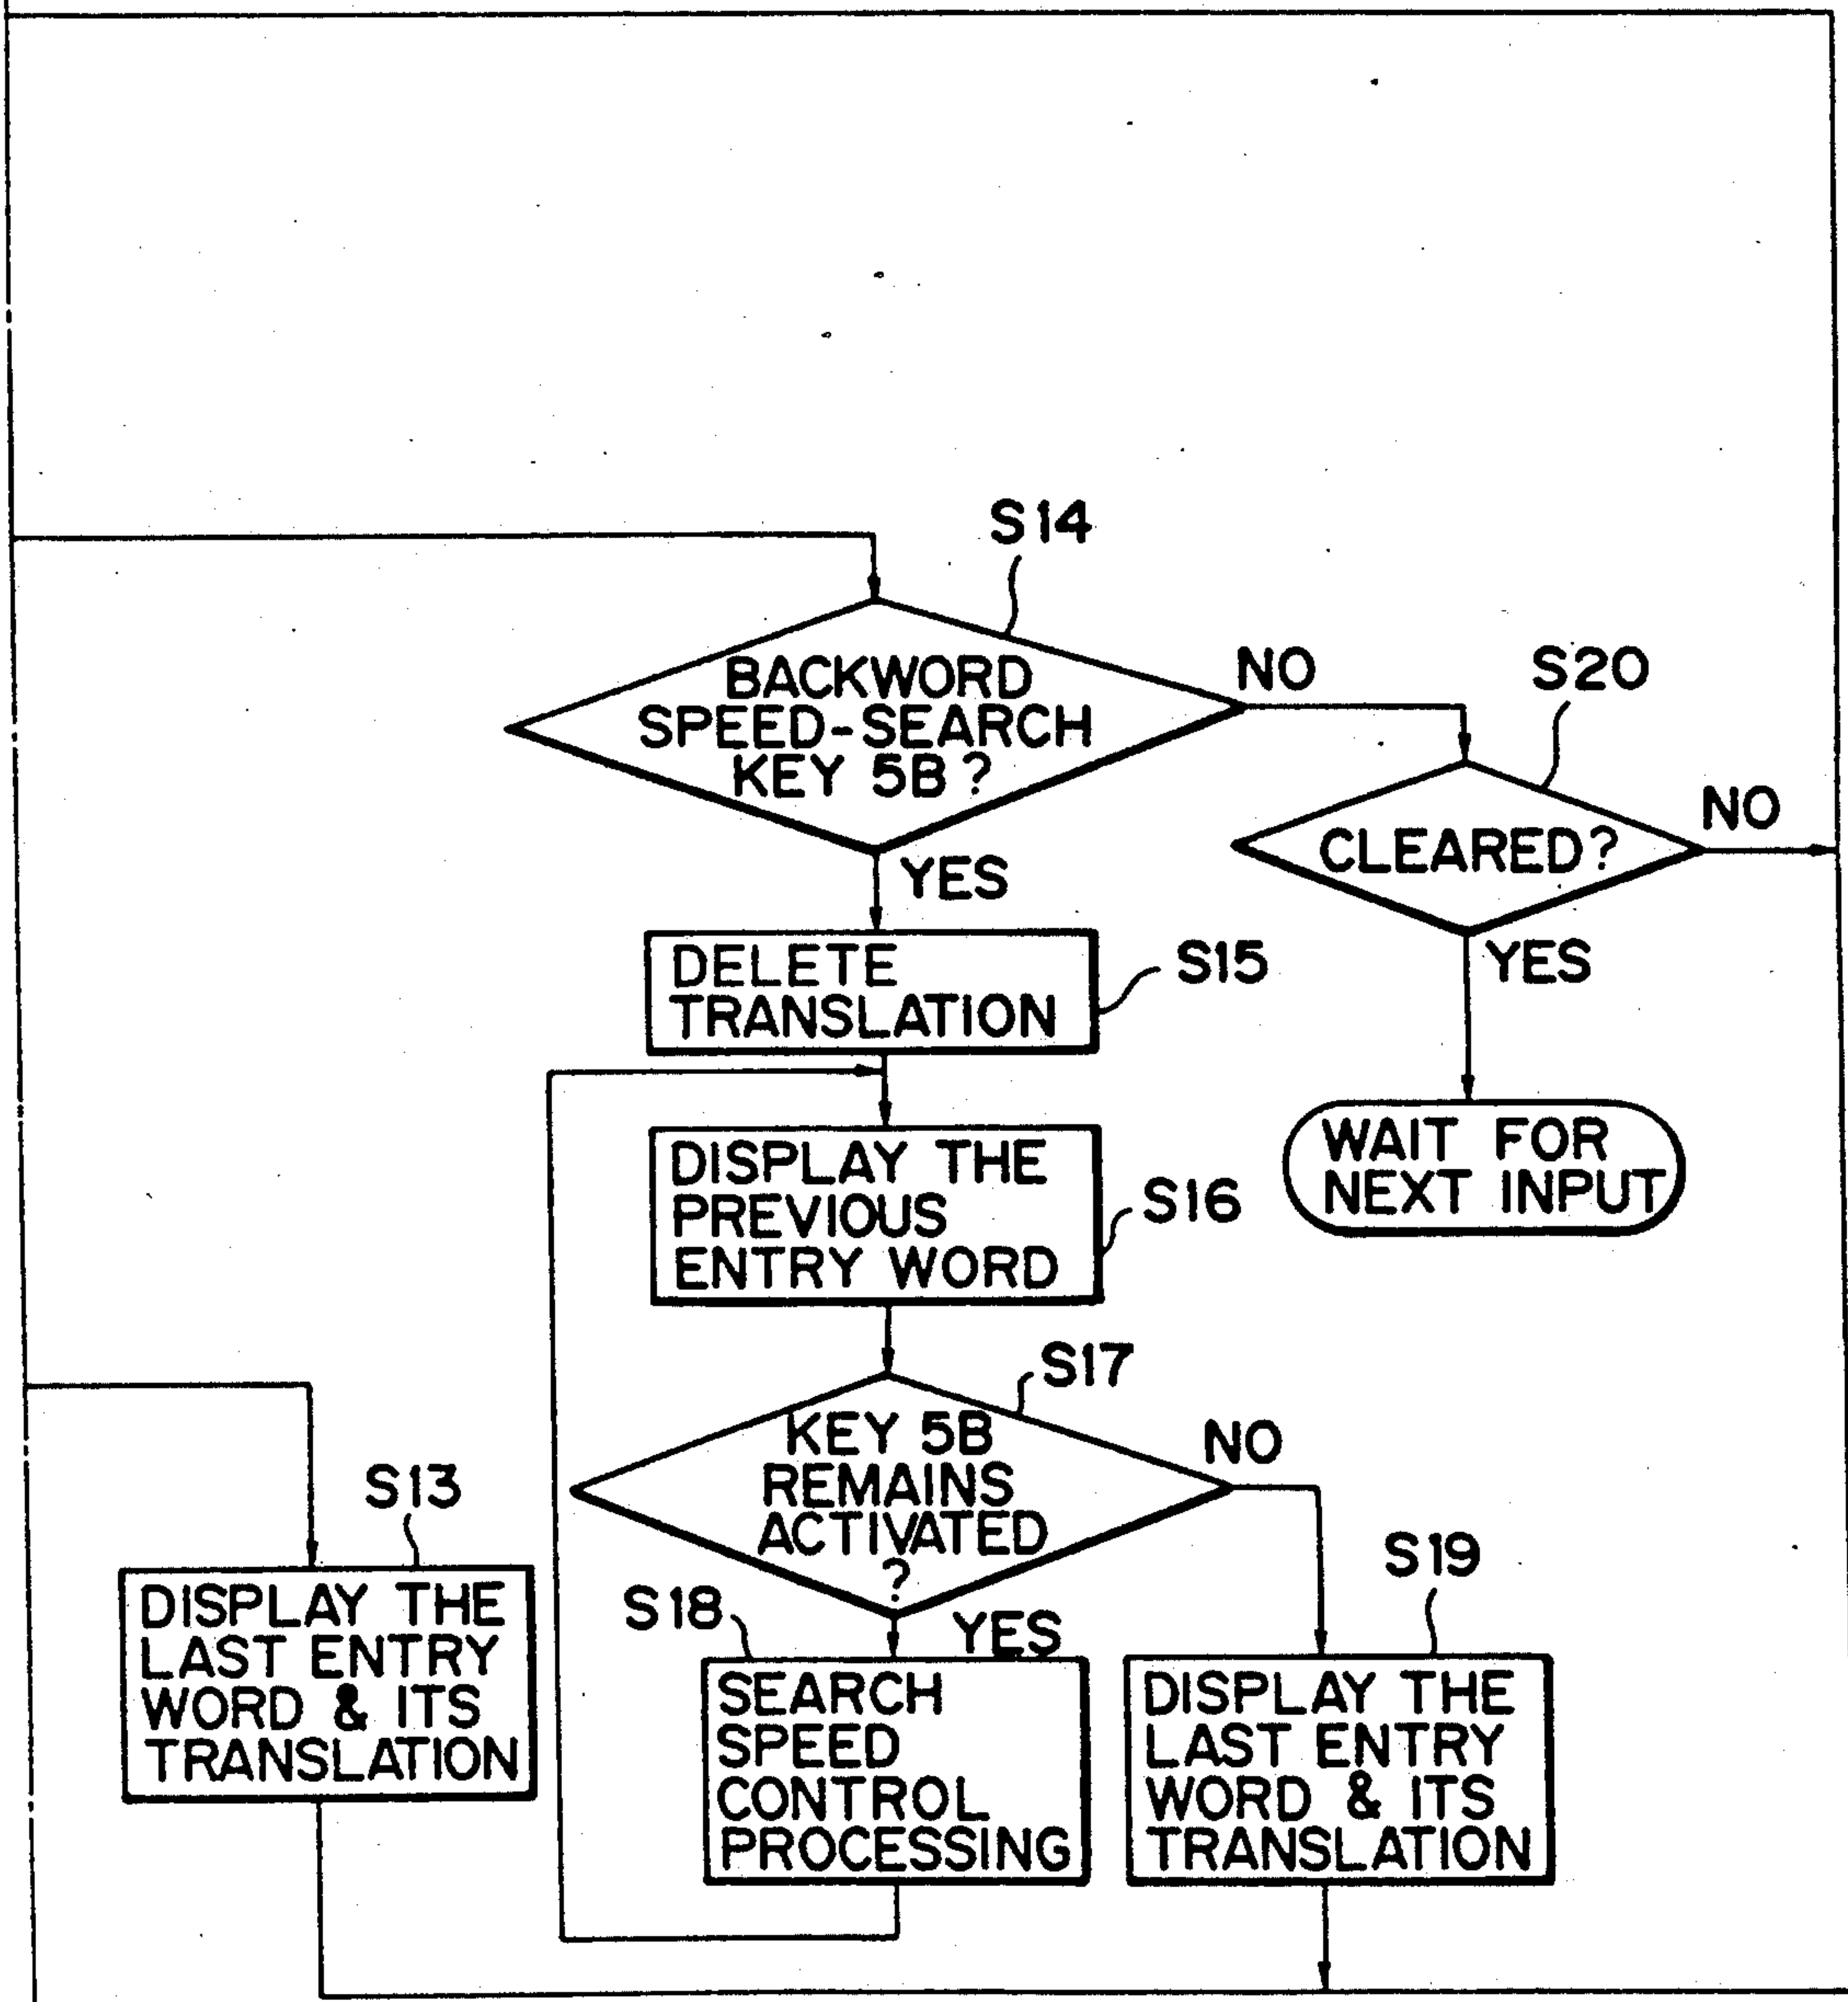 S14
BACKWORD
SPEED-SEARCH
KEY 5B?
NO
S20
CLEARED?
NO
YES
YES
DELETE
TRANSLATION
S15
WAIT FOR
NEXT INPUT
DISPLAY THE
PREVIOUS
ENTRY WORD
S16
S17
KEY 5B
REMAINS
ACTIVATED
?
NO
S13
DISPLAY THE
LAST ENTRY
WORD & ITS
TRANSLATION
S18
YES
SEARCH
SPEED
CONTROL
PROCESSING
S19
DISPLAY THE
LAST ENTRY
WORD & ITS
TRANSLATION